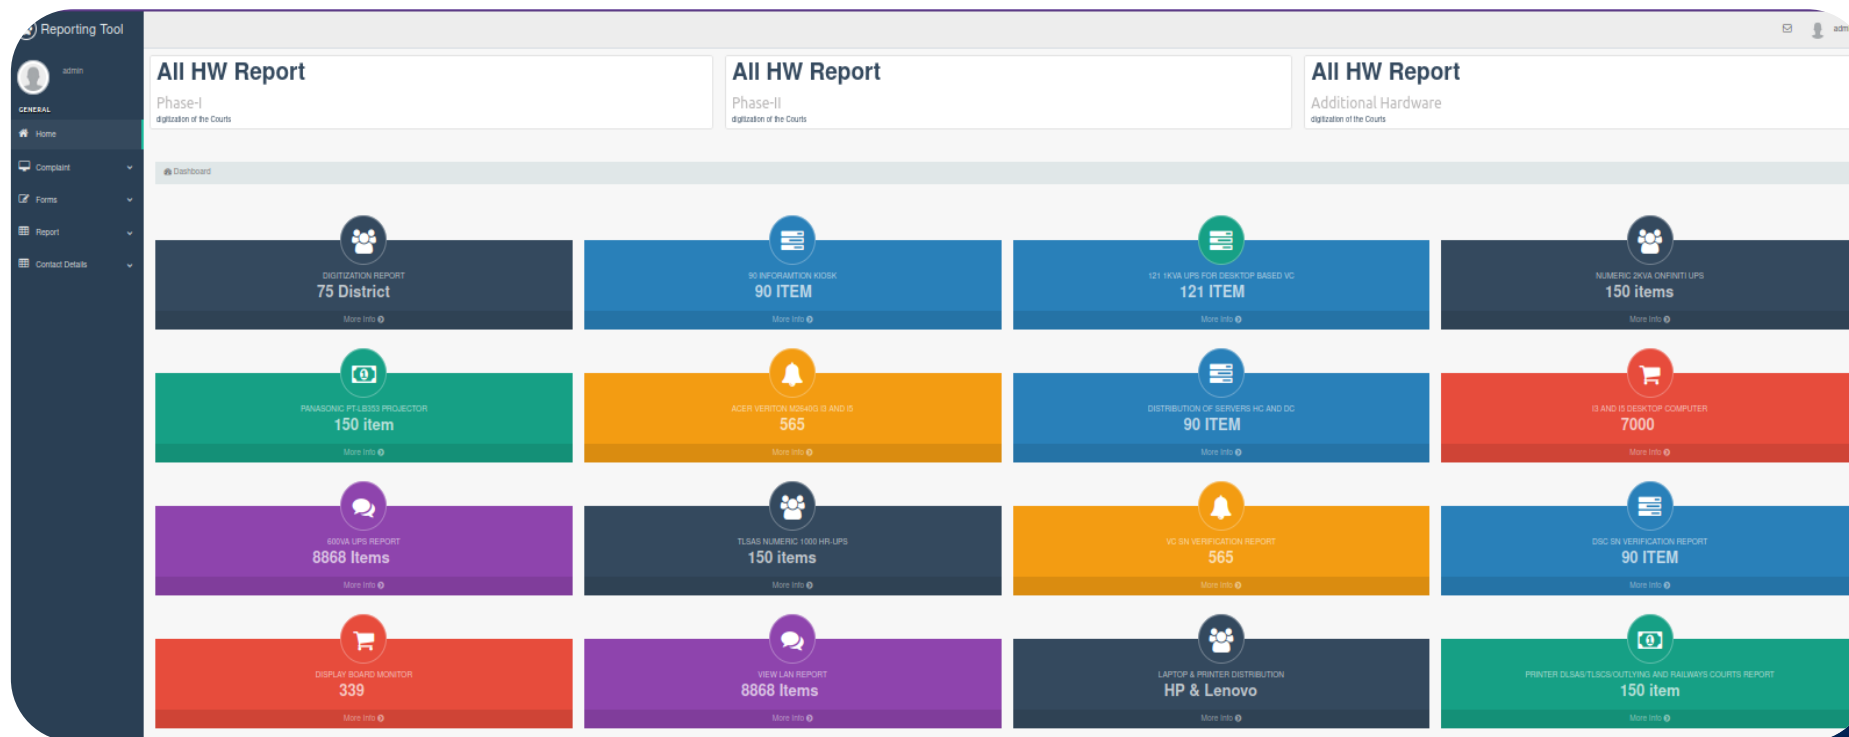 Reporting Tool
adm
admin
GENERAL
Home
Complaint
Forms
Report
Contact Details
All HW Report
Phase-I
digitization of the Courts
All HW Report
Phase-II
digitization of the Courts
All HW Report
Additional Hardware
digitization of the Courts
Dashboard
DIGITIZATION REPORT
75 District
More Info
90 INFORAMTION KIOSK
90 ITEM
More Info
121 1KVA UPS FOR DESKTOP BASED VC
121 ITEM
More Info
NUMERIC 2KVA ONFINITI UPS
150 items
More Info
PANASONIC PT-LB353 PROJECTOR
150 item
More Info
ACER VERITON M2640G I3 AND I5
565
More Info
DISTRIBUTION OF SERVERS HC AND DC
90 ITEM
More Info
I3 AND I5 DESKTOP COMPUTER
7000
More Info
600VA UPS REPORT
8868 Items
More Info
TLSAS NUMERIC 1000 HR-UPS
150 items
More Info
VC SN VERIFICATION REPORT
565
More Info
DSC SN VERIFICATION REPORT
90 ITEM
More Info
DISPLAY BOARD MONITOR
339
More Info
VIEW LAN REPORT
8868 Items
More Info
LAPTOP & PRINTER DISTRIBUTION
HP & Lenovo
More Info
PRINTER DLSAS/TLSCS/OUTLYING AND RAILWAYS COURTS REPORT
150 item
More Info